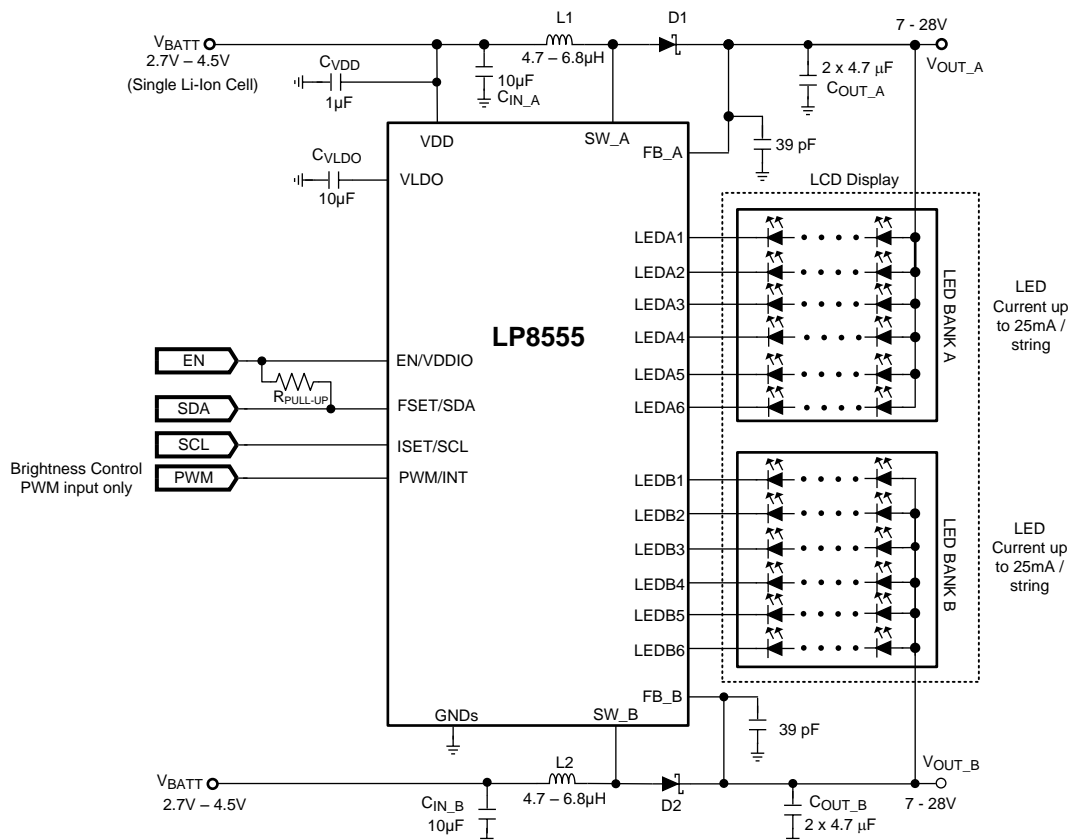 L1
D1
7 - 28V
VBATT
2.7V – 4.5V
(Single Li-Ion Cell)
4.7 – 6.8µH
VOUT_A
CVDD
1µF
10µF
CIN_A
2 x 4.7 µF
COUT_A
VDD
SW_A
FB_A
39 pF
CVLDO
10µF
VLDO
LCD Display
LEDA1
LEDA2
LEDA3
LEDA4
LEDA5
LEDA6
LED BANK A
LED
Current up
to 25mA /
string
LP8555
EN
EN/VDDIO
RPULL-UP
SDA
FSET/SDA
SCL
ISET/SCL
Brightness Control
PWM input only
PWM
PWM/INT
LEDB1
LEDB2
LEDB3
LEDB4
LEDB5
LEDB6
LED BANK B
LED
Current up
to 25mA /
string
GNDs
SW_B
FB_B
39 pF
VBATT
2.7V – 4.5V
CIN_B
10µF
L2
4.7 – 6.8µH
D2
COUT_B
2 x 4.7 µF
VOUT_B
7 - 28V